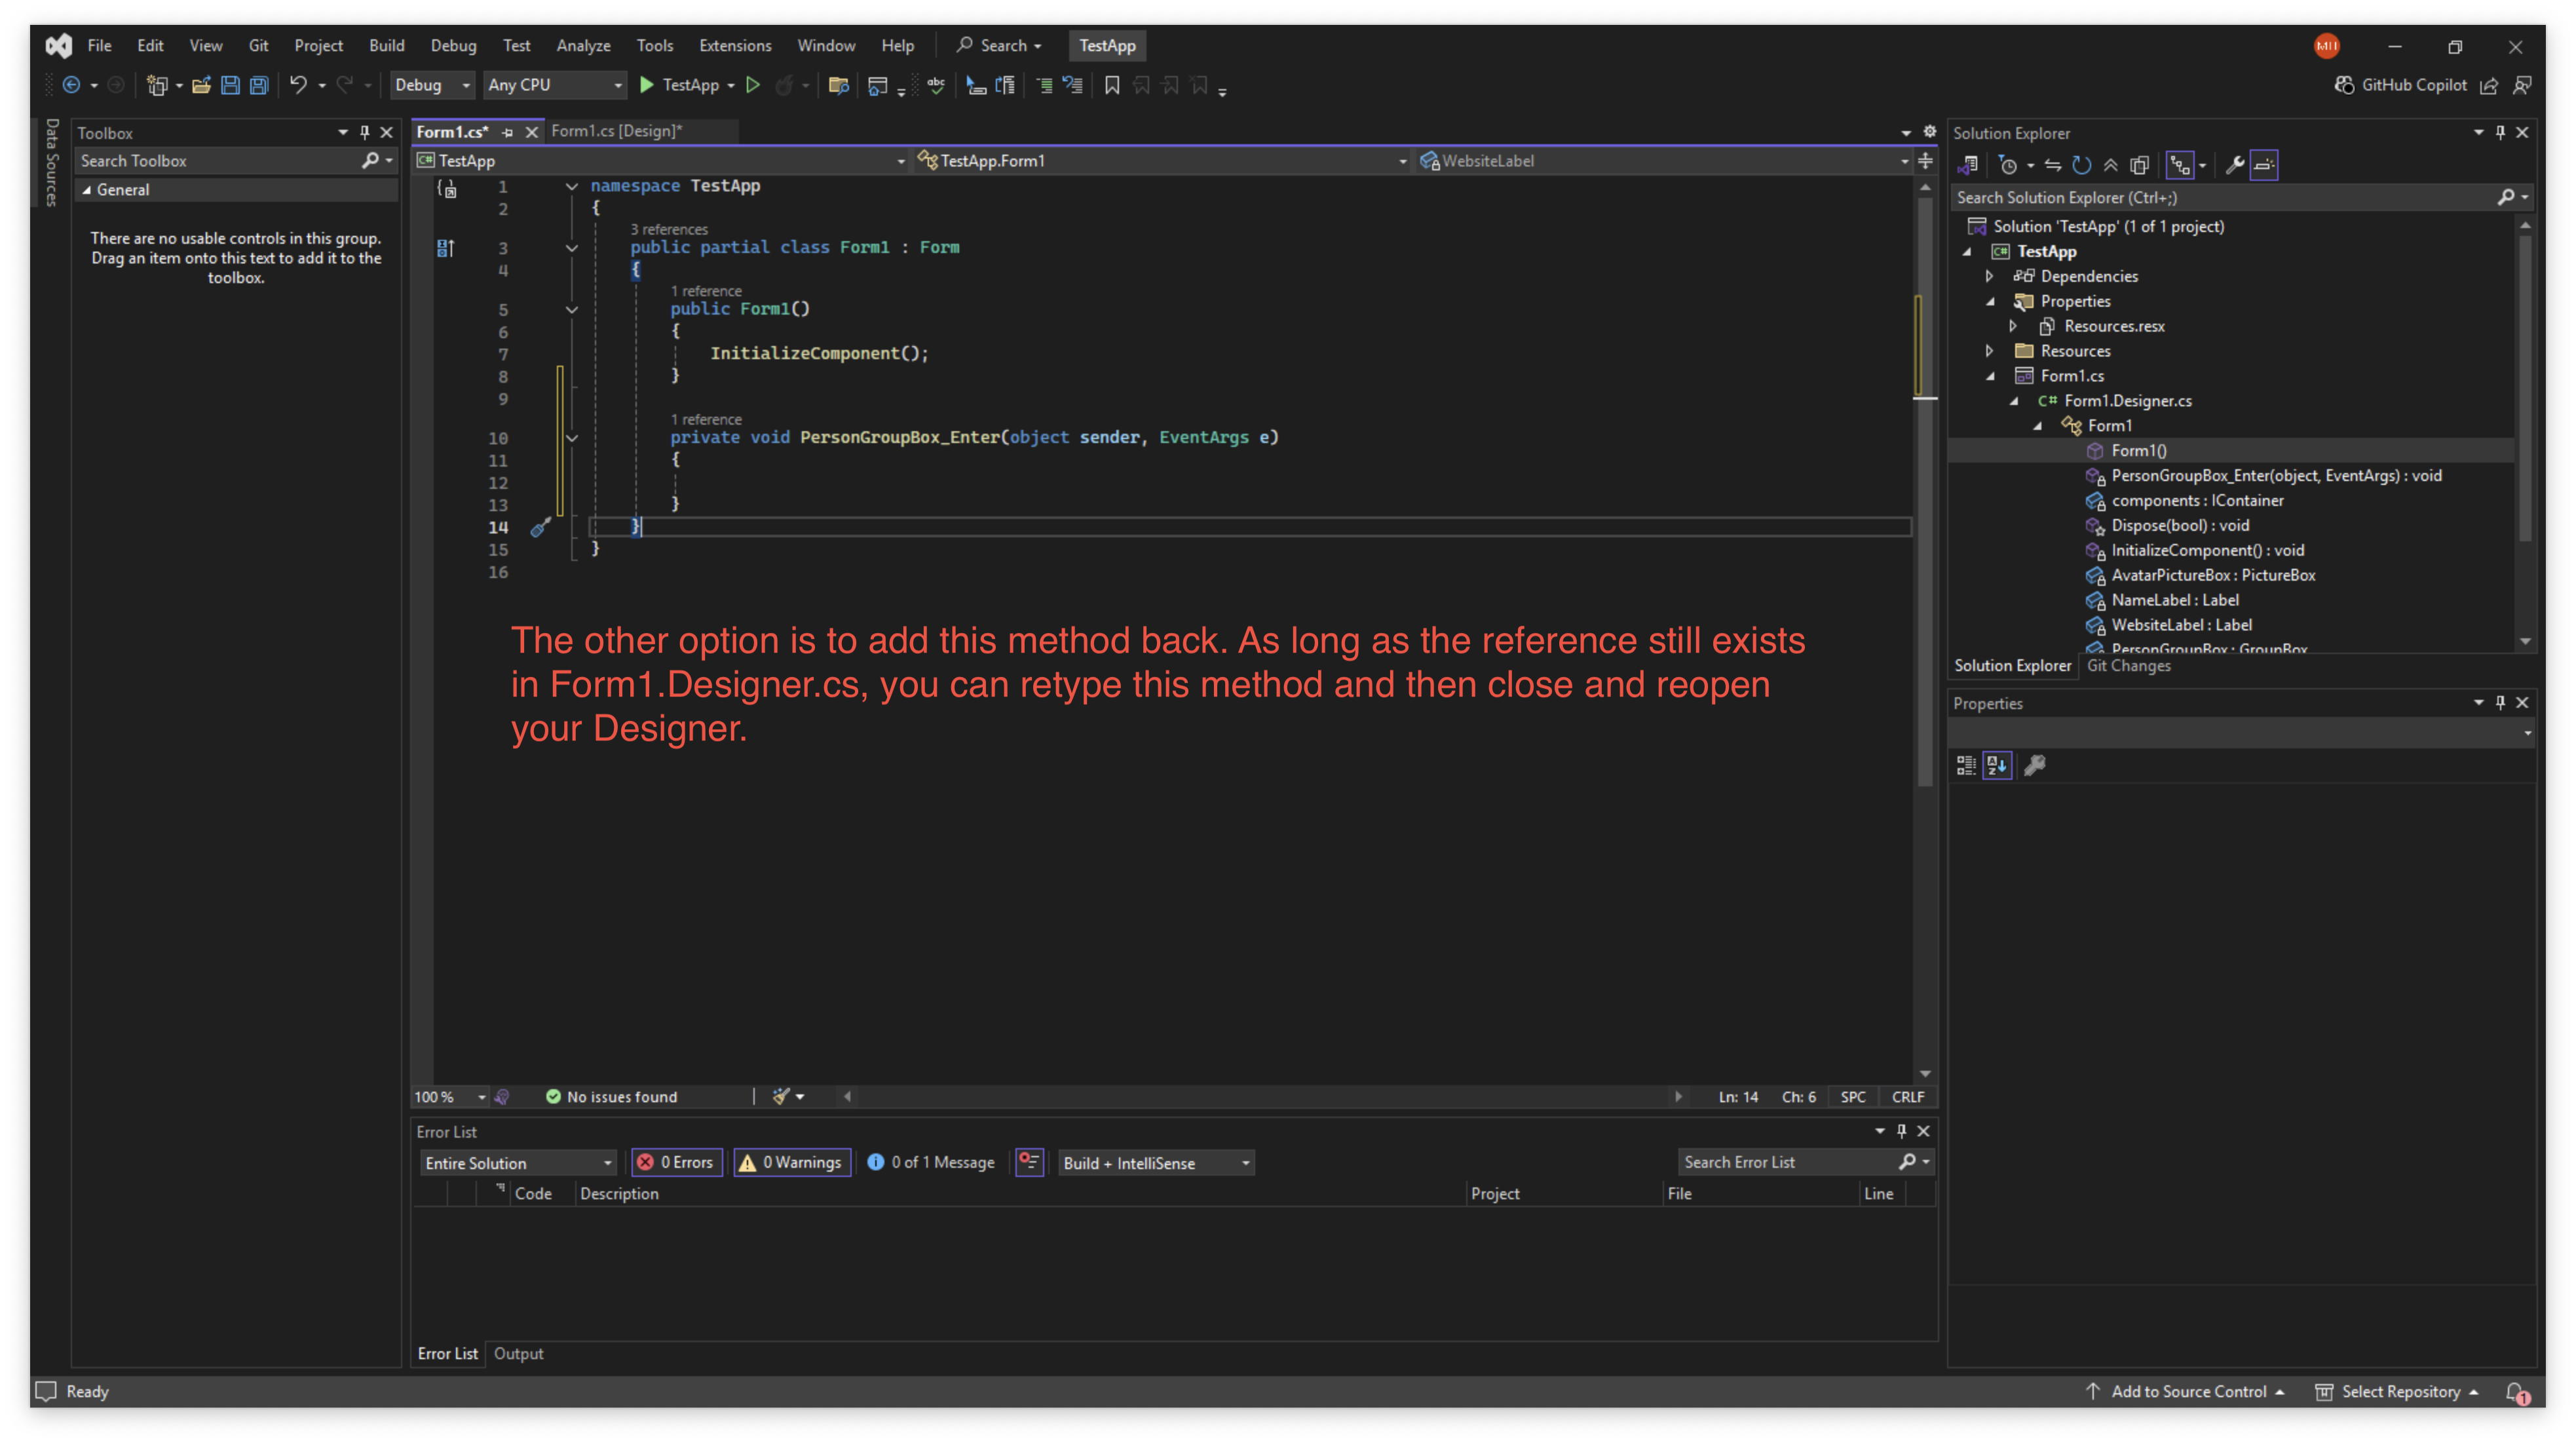 File Edit View Git Project Build Debug Test Analyze Tools Extensions Window Help Search TestApp MH
Debug Any CPU TestApp abc GitHub Copilot
Data Sources
Toolbox
Search Toolbox
General
There are no usable controls in this group.
Drag an item onto this text to add it to the
toolbox.
Form1.cs* Form1.cs [Design]*
C# TestApp TestApp.Form1 WebsiteLabel
1 namespace TestApp
2 {
3 references
3 public partial class Form1 : Form
4 {
1 reference
5 public Form1()
6 {
7 InitializeComponent();
8 }
9
1 reference
10 private void PersonGroupBox_Enter(object sender, EventArgs e)
11 {
12
13 }
14 }
15 }
16
The other option is to add this method back. As long as the reference still exists
in Form1.Designer.cs, you can retype this method and then close and reopen
your Designer.
100 % No issues found Ln: 14 Ch: 6 SPC CRLF
Error List
Entire Solution 0 Errors 0 Warnings 0 of 1 Message Build + IntelliSense Search Error List
Code Description Project File Line
Error List Output
Solution Explorer
Search Solution Explorer (Ctrl+;)
Solution 'TestApp' (1 of 1 project)
C# TestApp
Dependencies
Properties
Resources.resx
Resources
Form1.cs
C# Form1.Designer.cs
Form1
Form1()
PersonGroupBox_Enter(object, EventArgs) : void
components : IContainer
Dispose(bool) : void
InitializeComponent() : void
AvatarPictureBox : PictureBox
NameLabel : Label
WebsiteLabel : Label
PersonGroupBox : GroupBox
Solution Explorer Git Changes
Properties
Ready Add to Source Control Select Repository 1